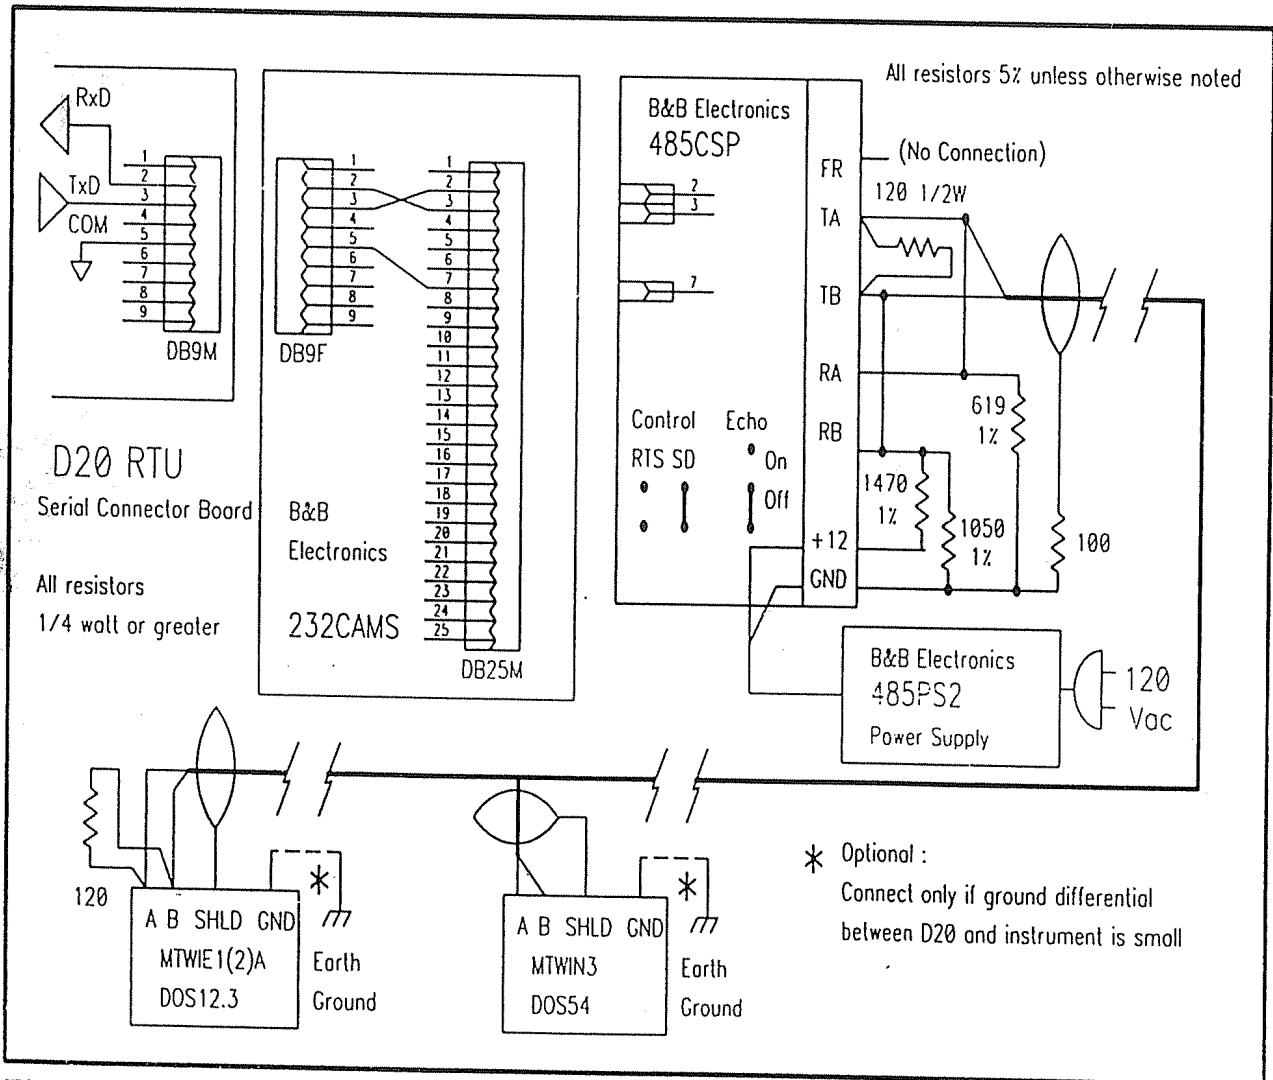 All resistors 5% unless otherwise noted
RxD
TxD
COM
1
2
3
4
5
6
7
8
9
DB9M
D20 RTU
Serial Connector Board
All resistors
1/4 watt or greater
1
2
3
4
5
6
7
8
9
DB9F
1
2
3
4
5
6
7
8
9
10
11
12
13
14
15
16
17
18
19
20
21
22
23
24
25
DB25M
B&B
Electronics
232CAMS
B&B Electronics
485CSP
2
3
7
Control
Echo
RTS SD
On
Off
FR
TA
TB
RA
RB
+12
GND
(No Connection)
120 1/2W
619
1%
1470
1%
1050
1%
100
B&B Electronics
485PS2
Power Supply
120
Vac
120
A B SHLD GND
MTWIE1(2)A
DOS12.3
*
Earth
Ground
A B SHLD GND
MTWIN3
DOS54
*
Earth
Ground
* Optional :
Connect only if ground differential
between D20 and instrument is small